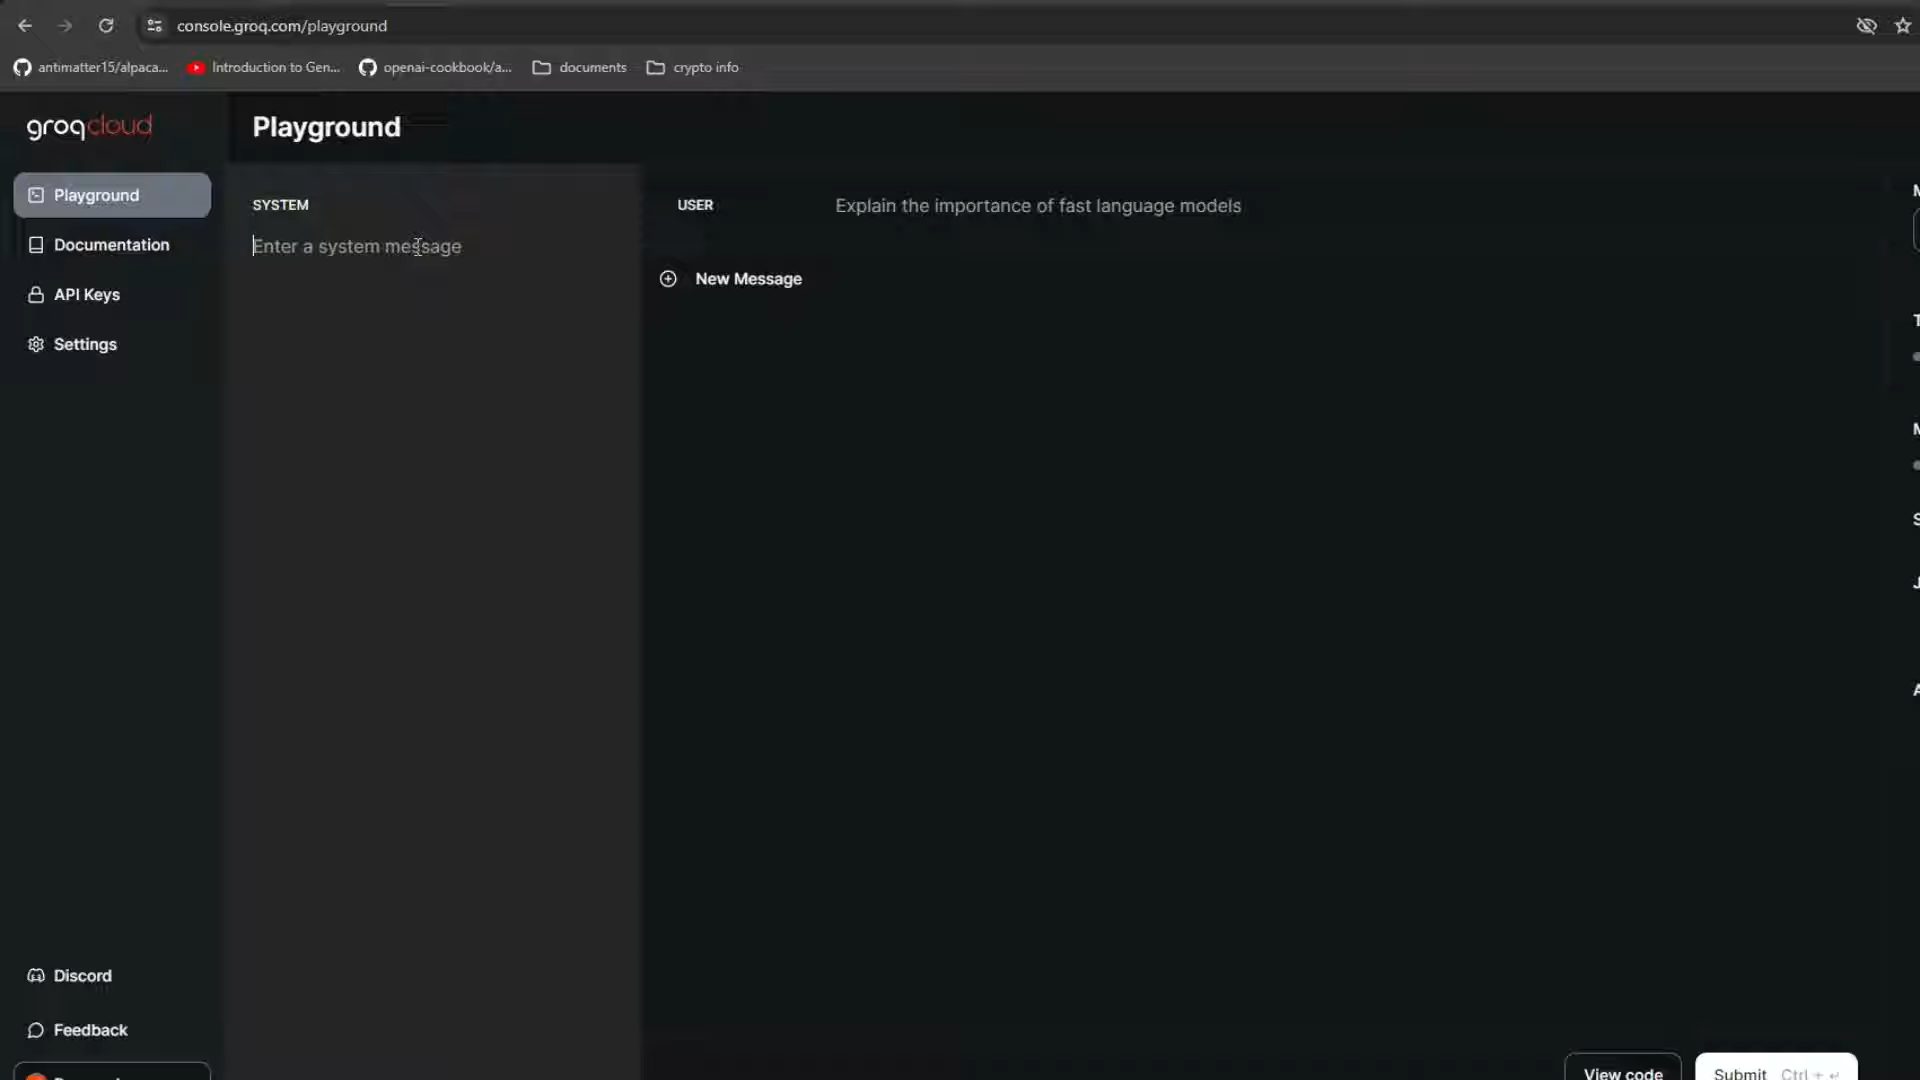 console.groq.com/playground
antimatter15/alpaca...
Introduction to Gen...
openai-cookbook/a...
documents
crypto info
groqcloud
Playground
Playground
Documentation
API Keys
Settings
SYSTEM
Enter a system message
USER
Explain the importance of fast language models
New Message
Discord
Feedback
View code
Submit Ctrl + ↵